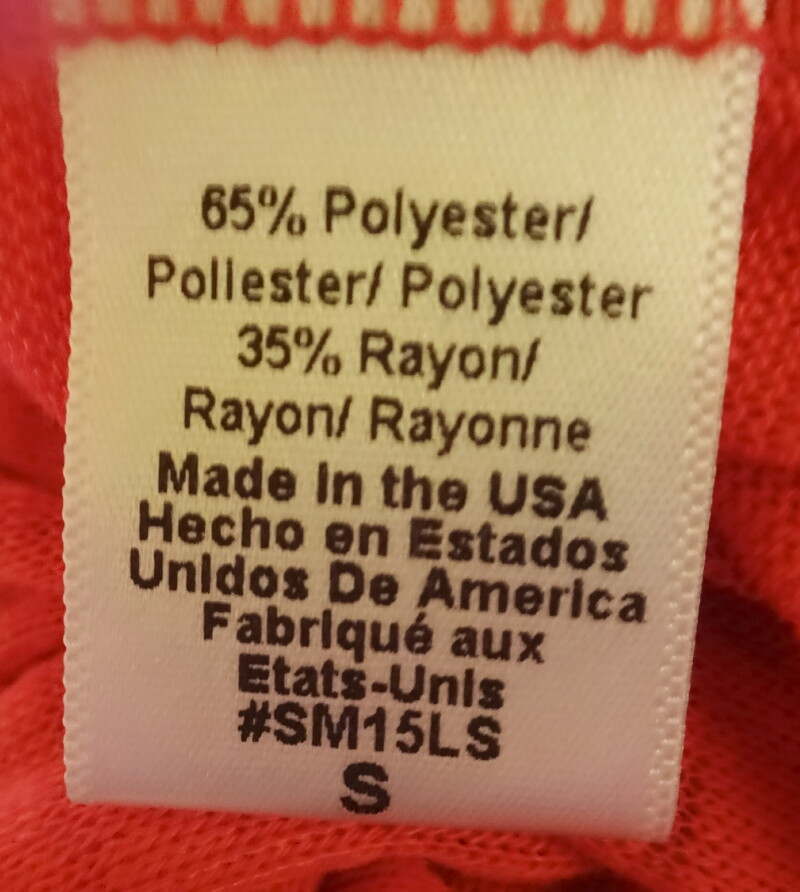 65% Polyester/
Poliester/ Polyester
35% Rayon/
Rayon/ Rayonne
Made In the USA
Hecho en Estados
Unidos De America
Fabriqué aux
Etats-Unis
#SM15LS
S